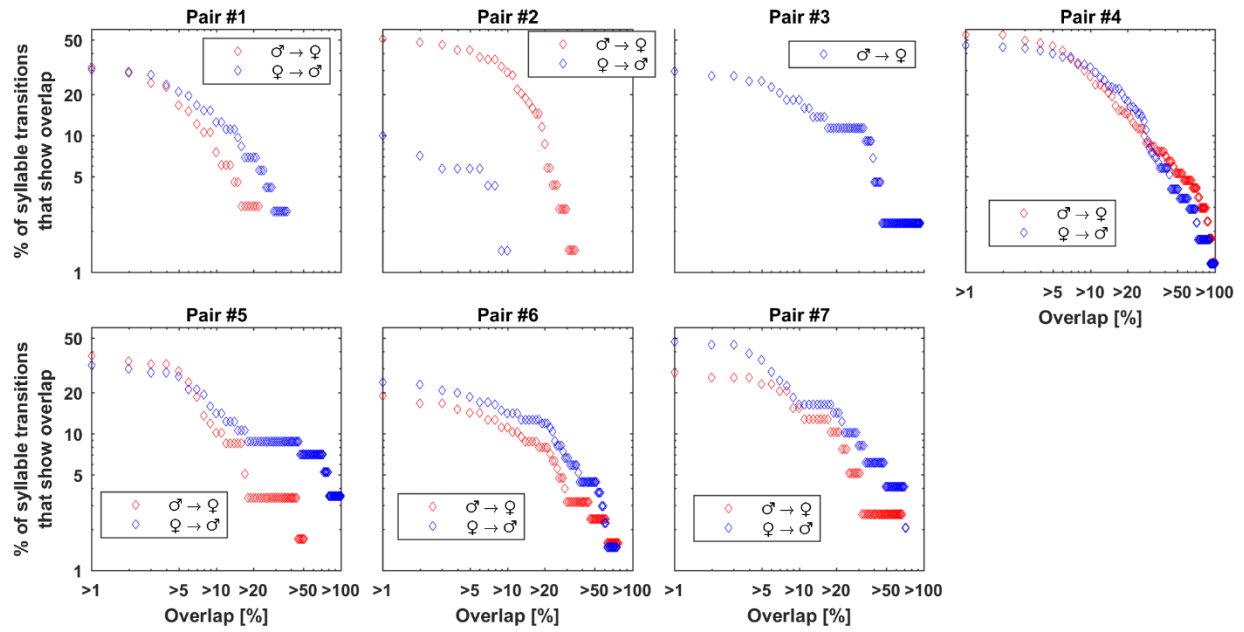 Pair #1
Pair #2
Pair #3
Pair #4
% of syllable transitions
that show overlap
50
20
10
5
1
♂ → ♀
♀ → ♂
♂ → ♀
♀ → ♂
♂ → ♀
♂ → ♀
♀ → ♂
>1 >5 >10 >20 >50 >100
Overlap [%]
Pair #5
Pair #6
Pair #7
% of syllable transitions
that show overlap
50
20
10
5
1
♂ → ♀
♀ → ♂
♂ → ♀
♀ → ♂
♂ → ♀
♀ → ♂
>1 >5 >10 >20 >50 >100
>5 >10 >20 >50 >100
>5 >10 >20 >50 >100
Overlap [%]
Overlap [%]
Overlap [%]